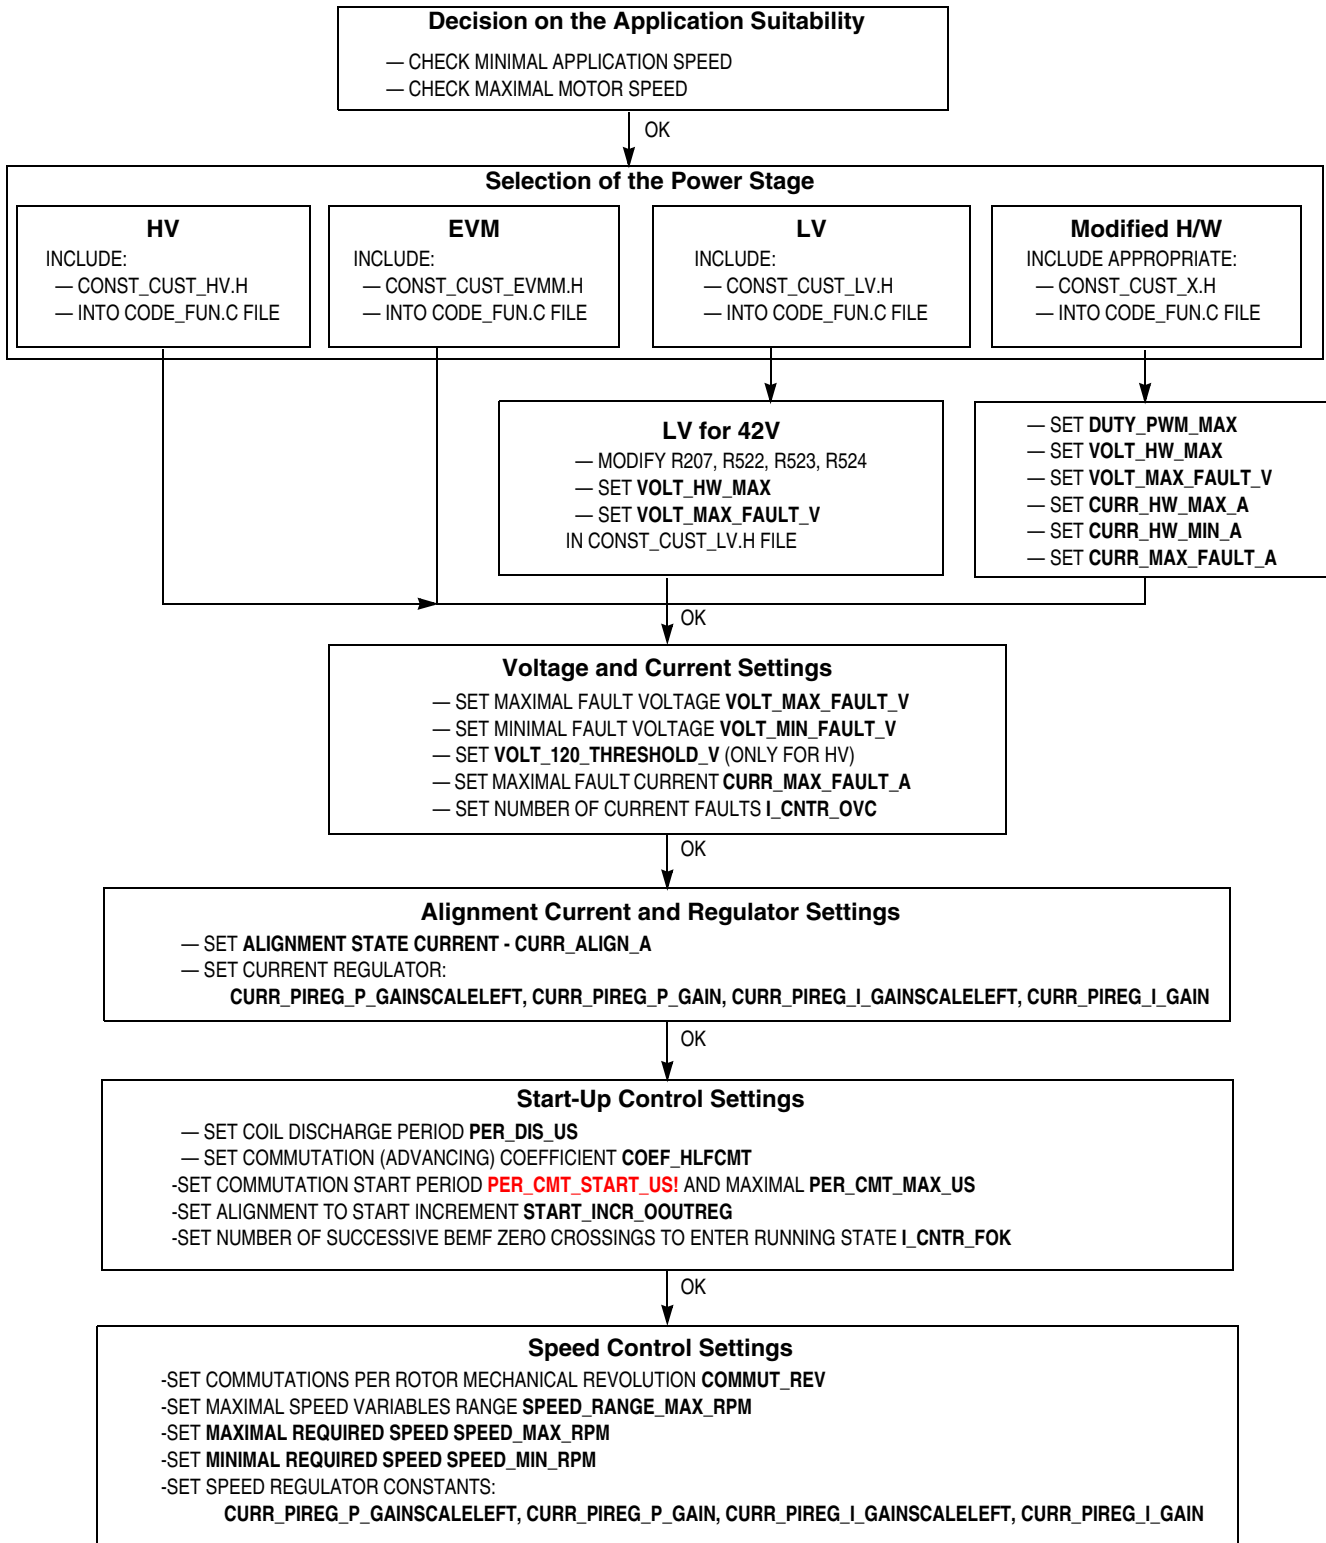 Decision on the Application Suitability
— CHECK MINIMAL APPLICATION SPEED
— CHECK MAXIMAL MOTOR SPEED
OK
Selection of the Power Stage
HV
INCLUDE:
— CONST_CUST_HV.H
— INTO CODE_FUN.C FILE
EVM
INCLUDE:
— CONST_CUST_EVMM.H
— INTO CODE_FUN.C FILE
LV
INCLUDE:
— CONST_CUST_LV.H
— INTO CODE_FUN.C FILE
Modified H/W
INCLUDE APPROPRIATE:
— CONST_CUST_X.H
— INTO CODE_FUN.C FILE
LV for 42V
— MODIFY R207, R522, R523, R524
— SET VOLT_HW_MAX
— SET VOLT_MAX_FAULT_V
IN CONST_CUST_LV.H FILE
— SET DUTY_PWM_MAX
— SET VOLT_HW_MAX
— SET VOLT_MAX_FAULT_V
— SET CURR_HW_MAX_A
— SET CURR_HW_MIN_A
— SET CURR_MAX_FAULT_A
OK
Voltage and Current Settings
— SET MAXIMAL FAULT VOLTAGE VOLT_MAX_FAULT_V
— SET MINIMAL FAULT VOLTAGE VOLT_MIN_FAULT_V
— SET VOLT_120_THRESHOLD_V (ONLY FOR HV)
— SET MAXIMAL FAULT CURRENT CURR_MAX_FAULT_A
— SET NUMBER OF CURRENT FAULTS I_CNTR_OVC
OK
Alignment Current and Regulator Settings
— SET ALIGNMENT STATE CURRENT - CURR_ALIGN_A
— SET CURRENT REGULATOR:
CURR_PIREG_P_GAINSCALELEFT, CURR_PIREG_P_GAIN, CURR_PIREG_I_GAINSCALELEFT, CURR_PIREG_I_GAIN
OK
Start-Up Control Settings
— SET COIL DISCHARGE PERIOD PER_DIS_US
— SET COMMUTATION (ADVANCING) COEFFICIENT COEF_HLFCMT
-SET COMMUTATION START PERIOD PER_CMT_START_US! AND MAXIMAL PER_CMT_MAX_US
-SET ALIGNMENT TO START INCREMENT START_INCR_OOUTREG
-SET NUMBER OF SUCCESSIVE BEMF ZERO CROSSINGS TO ENTER RUNNING STATE I_CNTR_FOK
OK
Speed Control Settings
-SET COMMUTATIONS PER ROTOR MECHANICAL REVOLUTION COMMUT_REV
-SET MAXIMAL SPEED VARIABLES RANGE SPEED_RANGE_MAX_RPM
-SET MAXIMAL REQUIRED SPEED SPEED_MAX_RPM
-SET MINIMAL REQUIRED SPEED SPEED_MIN_RPM
-SET SPEED REGULATOR CONSTANTS:
CURR_PIREG_P_GAINSCALELEFT, CURR_PIREG_P_GAIN, CURR_PIREG_I_GAINSCALELEFT, CURR_PIREG_I_GAIN